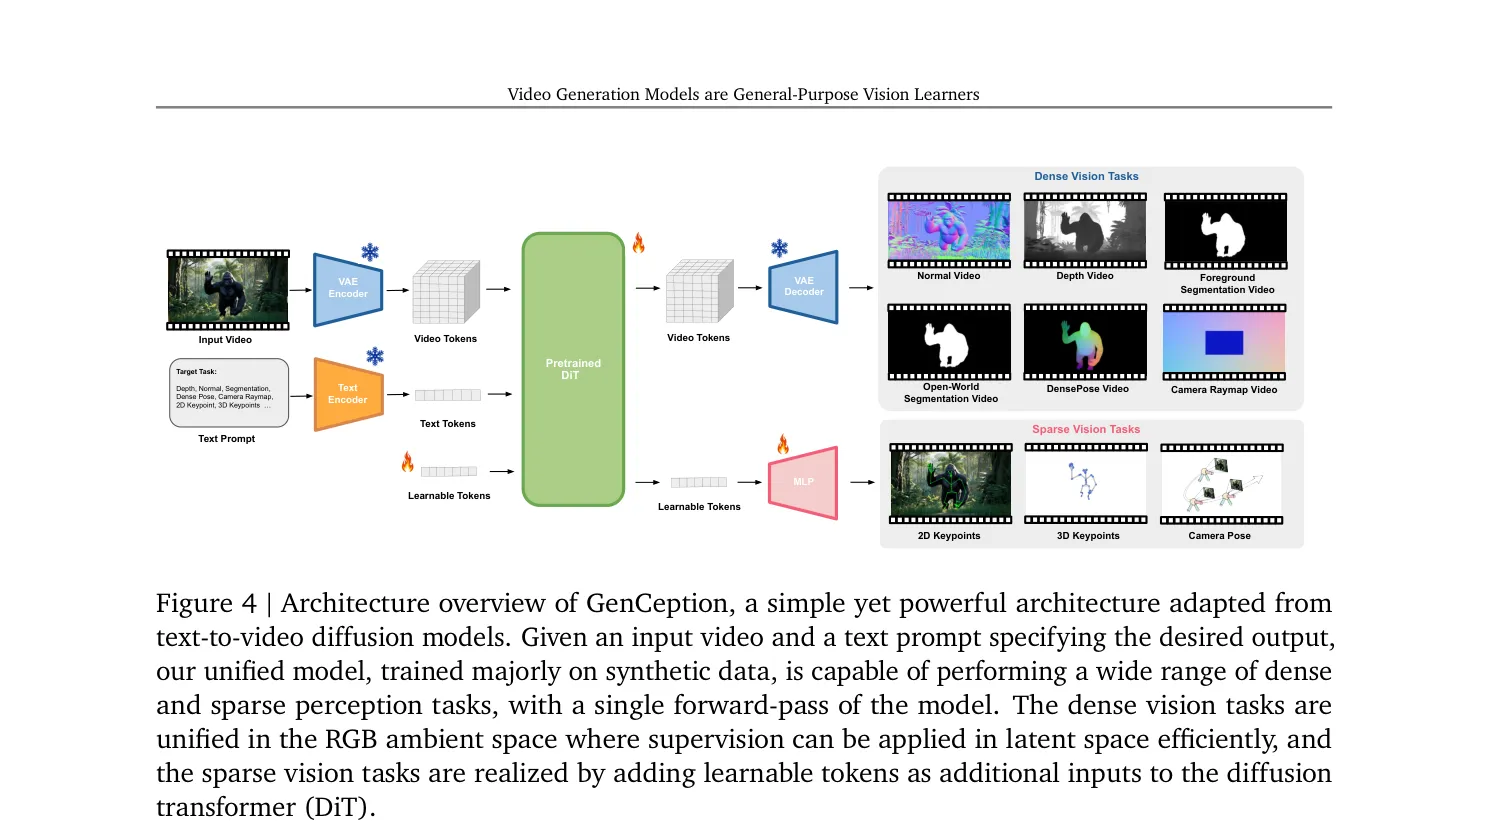 Video Generation Models are General-Purpose Vision Learners
Input Video
Target Task:
Depth, Normal, Segmentation,
Dense Pose, Camera Raymap,
2D Keypoint, 3D Keypoints ...
Text Prompt
VAE
Encoder
Text
Encoder
Video Tokens
Text Tokens
Learnable Tokens
Pretrained
DiT
Video Tokens
Learnable Tokens
VAE
Decoder
MLP
Dense Vision Tasks
Normal Video
Depth Video
Foreground
Segmentation Video
Open-World
Segmentation Video
DensePose Video
Camera Raymap Video
Sparse Vision Tasks
2D Keypoints
3D Keypoints
Camera Pose
Figure 4 | Architecture overview of GenCeption, a simple yet powerful architecture adapted from
text-to-video diffusion models. Given an input video and a text prompt specifying the desired output,
our unified model, trained majorly on synthetic data, is capable of performing a wide range of dense
and sparse perception tasks, with a single forward-pass of the model. The dense vision tasks are
unified in the RGB ambient space where supervision can be applied in latent space efficiently, and
the sparse vision tasks are realized by adding learnable tokens as additional inputs to the diffusion
transformer (DiT).